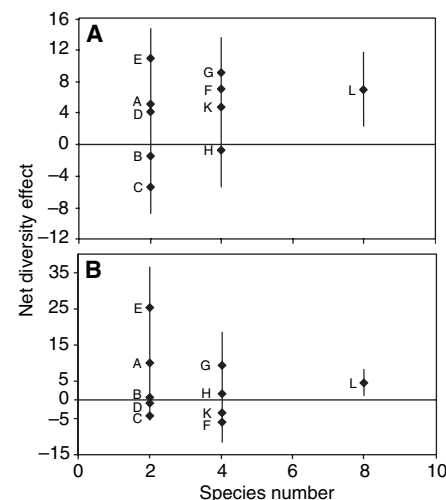 Net diversity effect
16
A
12
E
G
8
F
L
A
K
4
D
0
B
H
−4
C
−8
−12
B
35
25
E
15
A
G
5
B
H
L
0
D
K
−5
C
F
−15
0
2
4
6
8
10
Species number